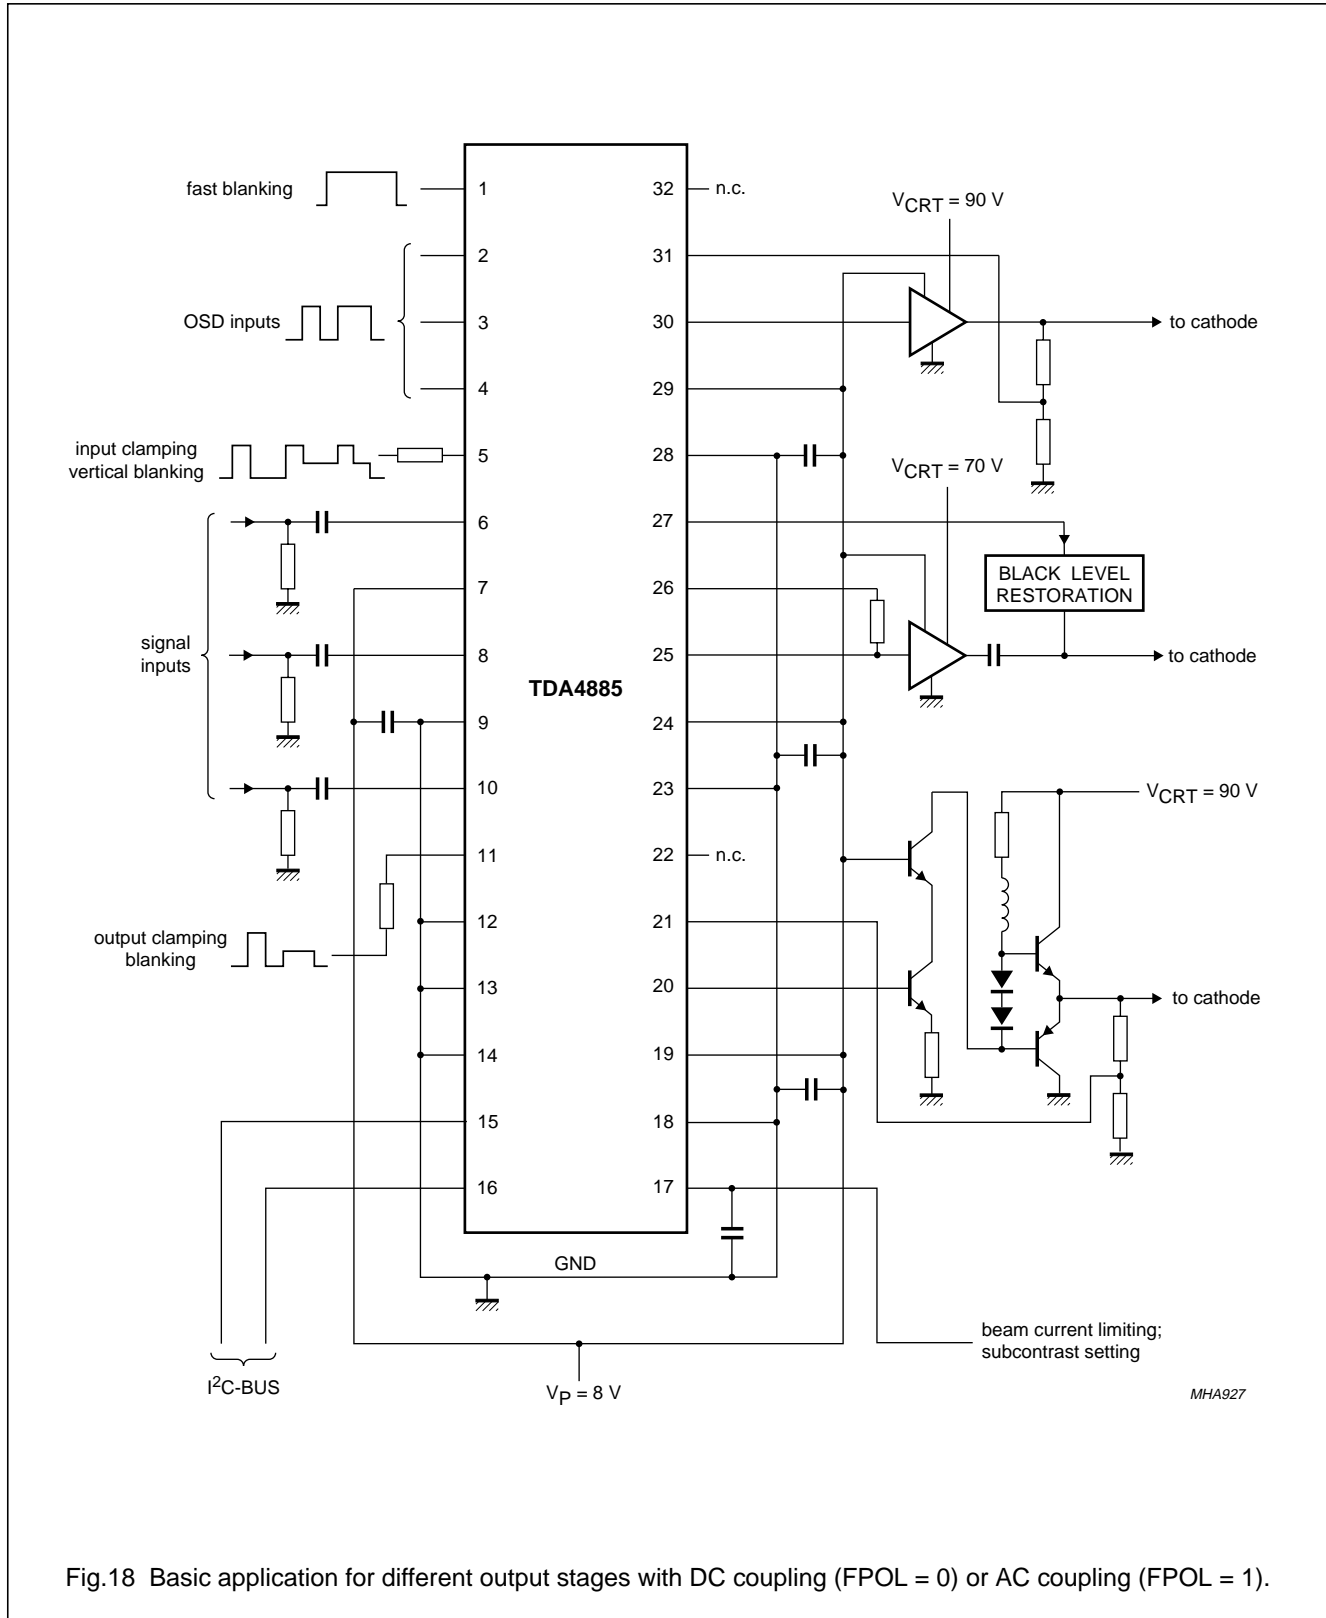 fast blanking
1
32
n.c.
V_CRT = 90 V
2
31
OSD inputs
3
30
to cathode
4
29
input clamping
vertical blanking
5
28
V_CRT = 70 V
6
27
7
26
BLACK LEVEL
RESTORATION
signal
inputs
8
25
to cathode
TDA4885
9
24
10
23
V_CRT = 90 V
11
22
n.c.
output clamping
blanking
12
21
13
20
to cathode
14
19
15
18
16
17
GND
beam current limiting;
subcontrast setting
I²C-BUS
V_P = 8 V
MHA927
Fig.18 Basic application for different output stages with DC coupling (FPOL = 0) or AC coupling (FPOL = 1).